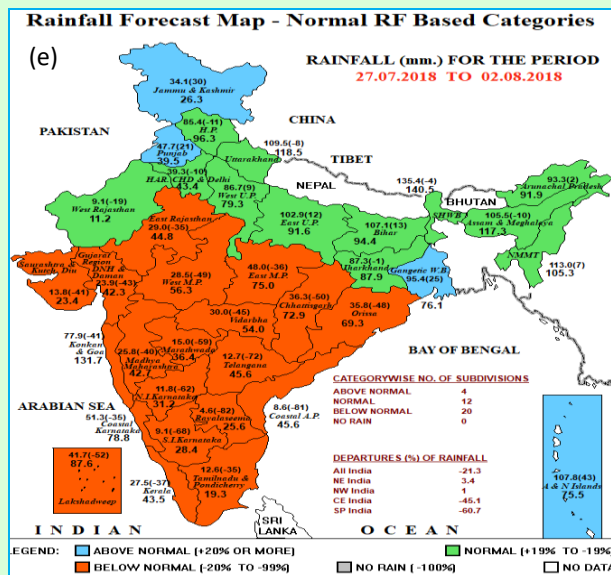 Rainfall Forecast Map - Normal RF Based Categories
(e)
RAINFALL (mm.) FOR THE PERIOD
27.07.2018 TO 02.08.2018
34.1(30)
Jammu & Kashmir
26.3
85.4(-11)
H.P.
96.3
CHINA
PAKISTAN
47.7(21)
Punjab
39.5
Uttarakhand
109.5(-8)
118.5
TIBET
39.3(-10)
HAR. CHD & Delhi
43.4
NEPAL
86.7(9)
West U.P.
79.3
9.1(-19)
West Rajasthan
11.2
135.4(-4)
140.5
BHUTAN
93.3(2)
Arunachal Pradesh
91.9
SHWB
105.5(-10)
Assam & Meghalaya
117.3
NMMT
113.0(7)
105.3
East Rajasthan
29.0(-35)
44.8
102.9(12)
East U.P.
91.6
107.1(13)
Bihar
94.4
87.3(-1)
Jharkhand
87.9
Gangetic W.B.
95.4(25)
76.1
Saurashtra &
Kutch, Diu
13.8(-41)
23.4
Gujarat
Region
DNH &
Daman
23.9(-43)
42.3
28.5(-49)
West M.P.
56.3
48.0(-36)
East M.P.
75.0
36.3(-50)
Chhattisgarh
72.9
35.8(-48)
Orissa
69.3
30.0(-45)
Vidarbha
54.0
77.9(-41)
Konkan
& Goa
131.7
25.8(-40)
Madhya
Maharashtra
42.7
15.0(-59)
Marathwada
36.4
12.7(-72)
Telangana
45.6
BAY OF BENGAL
11.8(-62)
N.I.Karnataka
31.2
4.6(-82)
Rayalaseema
25.6
8.6(-81)
Coastal A.P.
45.6
ARABIAN SEA
51.3(-35)
Coastal
Karnataka
78.8
9.1(-68)
S.I.Karnataka
28.4
41.7(-52)
87.6
Lakshadweep
27.5(-37)
Kerala
43.5
12.6(-35)
Tamilnadu &
Pondicherry
19.3
CATEGORYWISE NO. OF SUBDIVISIONS
ABOVE NORMAL 4
NORMAL 12
BELOW NORMAL 20
NO RAIN 0
DEPARTURES (%) OF RAINFALL
All India -21.3
NE India 3.4
NW India 1
CE India -45.1
SP India -60.7
107.8(43)
A & N Islands
75.5
SRI
LANKA
INDIAN OCEAN
LEGEND: ABOVE NORMAL (+20% OR MORE) NORMAL (+19% TO -19%)
BELOW NORMAL (-20% TO -99%) NO RAIN (-100%) NO DATA